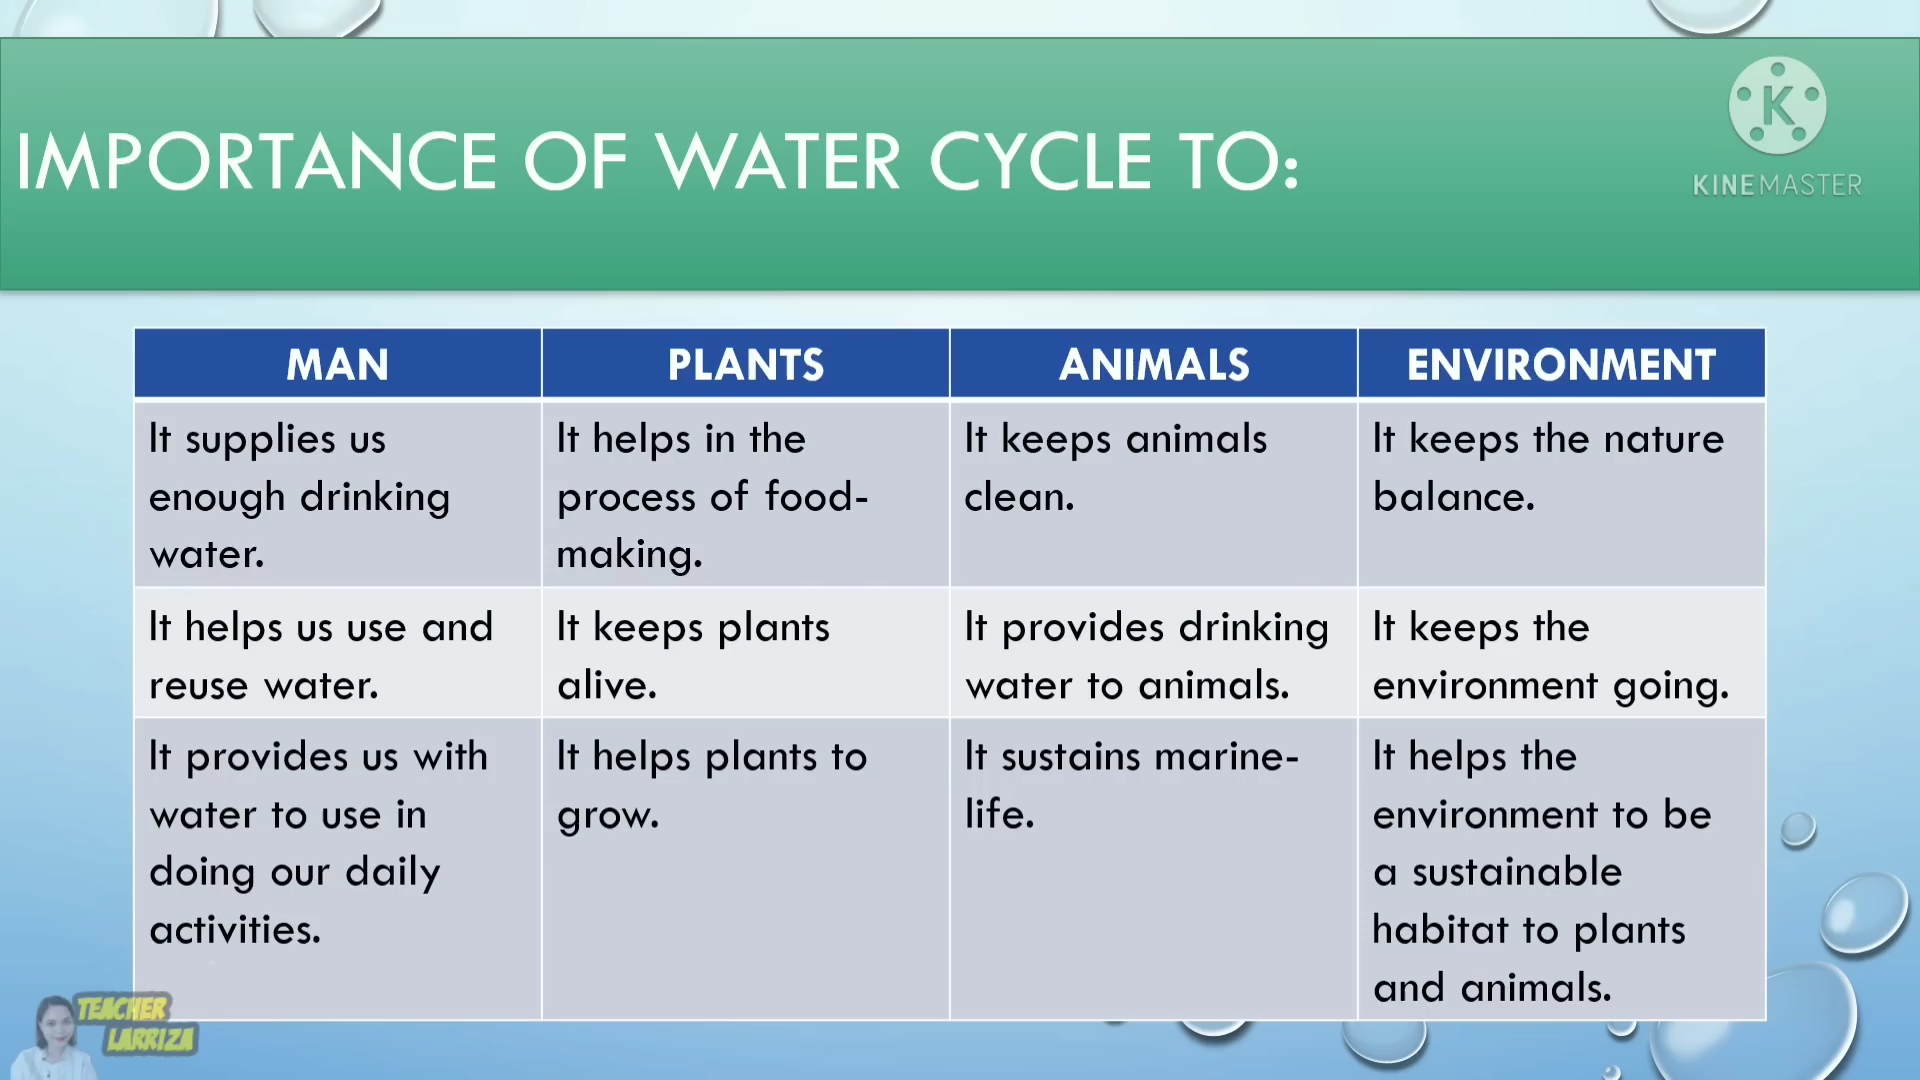 IMPORTANCE OF WATER CYCLE TO:
K
KINEMASTER
MAN
PLANTS
ANIMALS
ENVIRONMENT
It supplies us
enough drinking
water.
It helps in the
process of food-
making.
It keeps animals
clean.
It keeps the nature
balance.
It helps us use and
reuse water.
It keeps plants
alive.
It provides drinking
water to animals.
It keeps the
environment going.
It provides us with
water to use in
doing our daily
activities.
It helps plants to
grow.
It sustains marine-
life.
It helps the
environment to be
a sustainable
habitat to plants
and animals.
TEACHER
LARRIZA